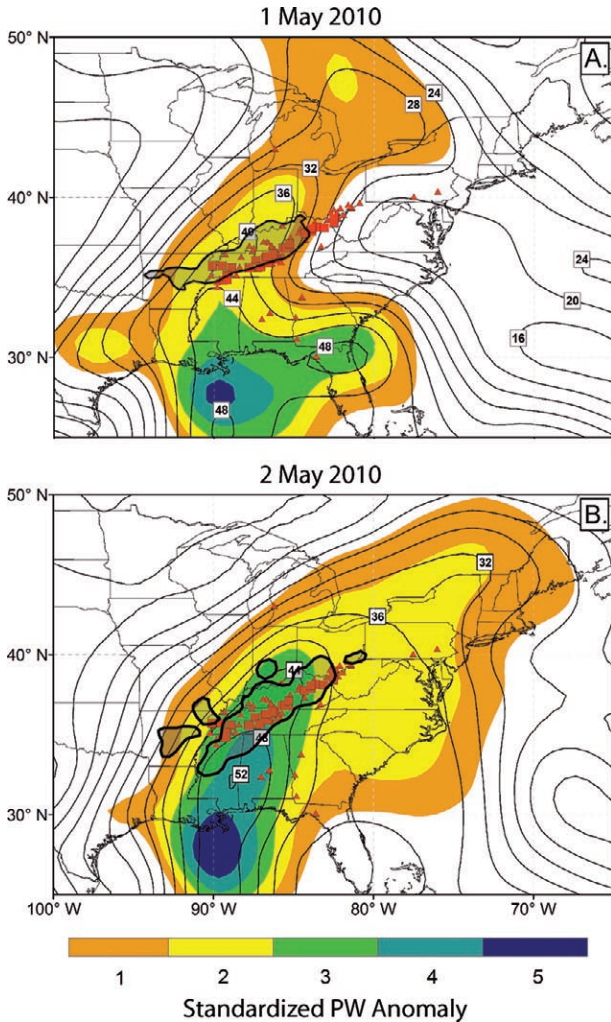 1 May 2010
A.
50° N
24
28
32
40° N
36
40
44
24
20
30° N
48
16
48
2 May 2010
B.
50° N
32
36
40° N
44
48
52
30° N
100° W 90° W 80° W 70° W
1 2 3 4 5
Standardized PW Anomaly